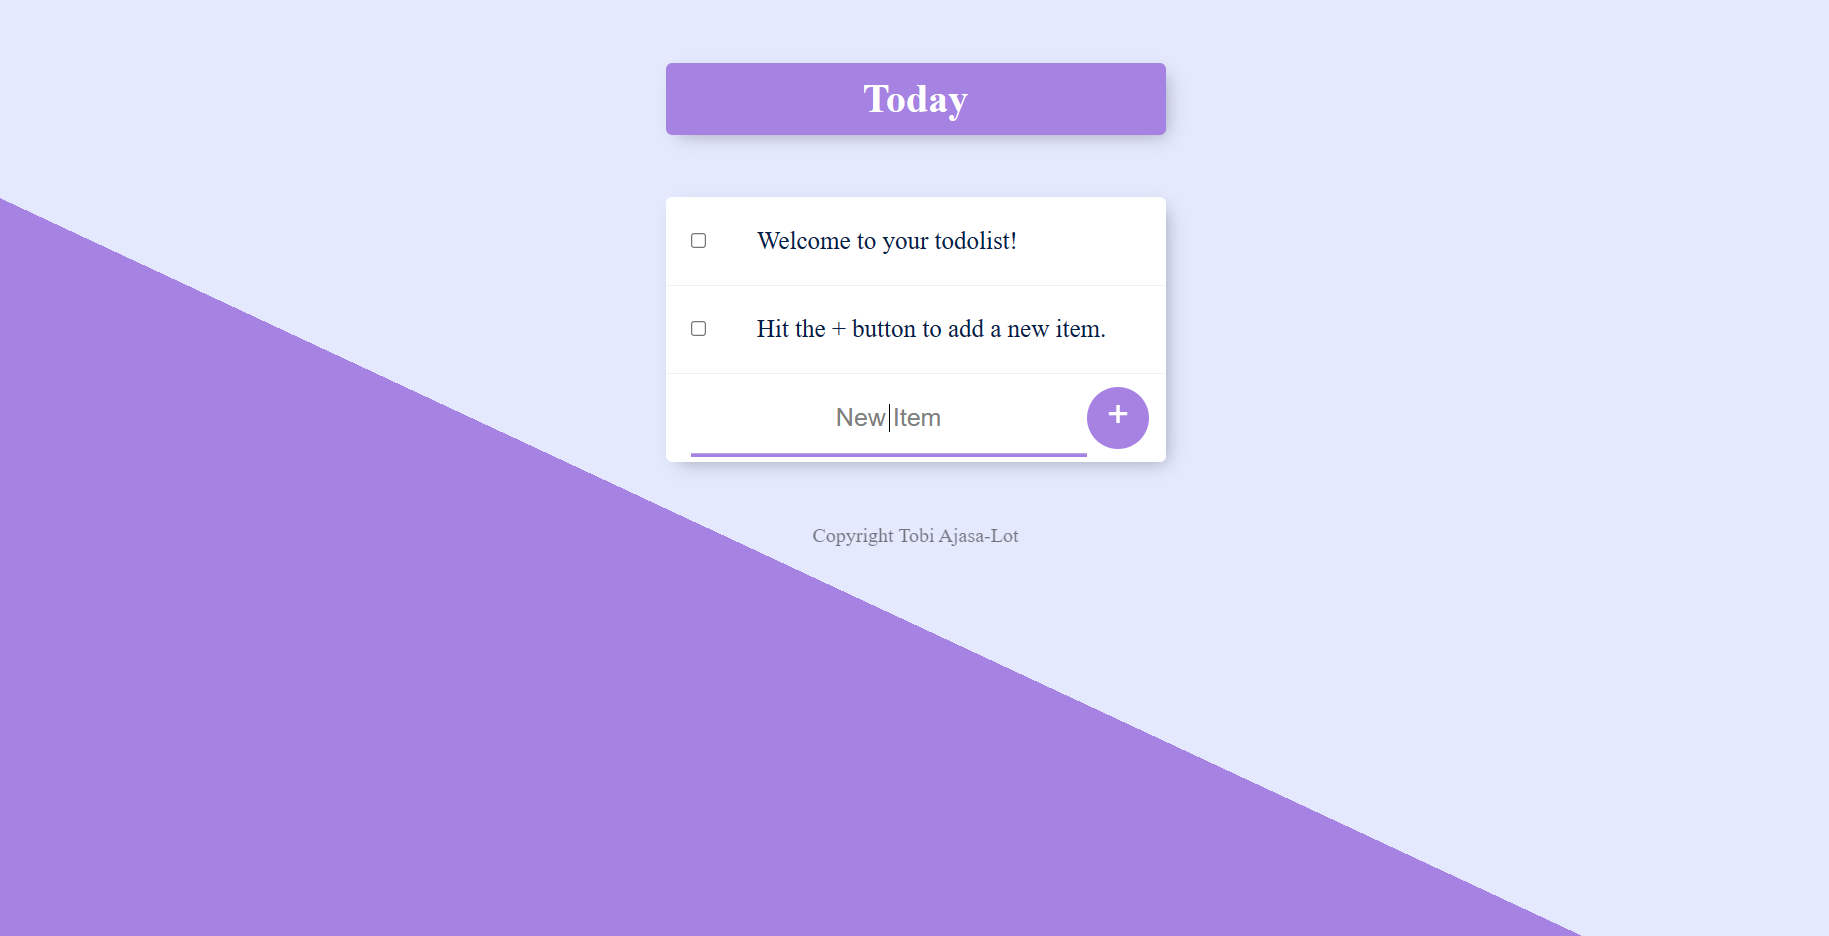 Today
Welcome to your todolist!
Hit the + button to add a new item.
New Item
+
Copyright Tobi Ajasa-Lot